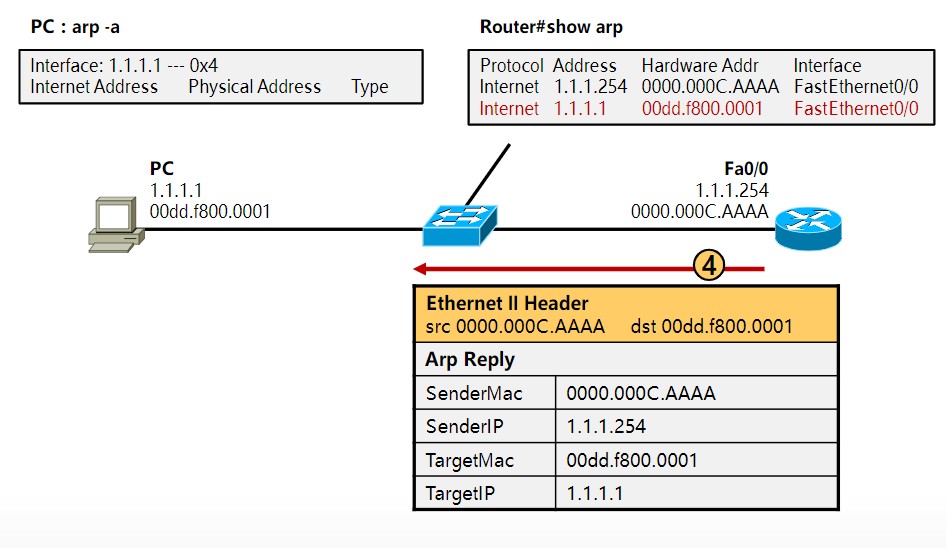 PC : arp -a
Interface: 1.1.1.1 --- 0x4
Internet Address Physical Address Type
Router#show arp
Protocol Address Hardware Addr Interface
Internet 1.1.1.254 0000.000C.AAAA FastEthernet0/0
Internet 1.1.1.1 00dd.f800.0001 FastEthernet0/0
PC
1.1.1.1
00dd.f800.0001
Fa0/0
1.1.1.254
0000.000C.AAAA
4
Ethernet II Header
src 0000.000C.AAAA dst 00dd.f800.0001
Arp Reply
SenderMac 0000.000C.AAAA
SenderIP 1.1.1.254
TargetMac 00dd.f800.0001
TargetIP 1.1.1.1